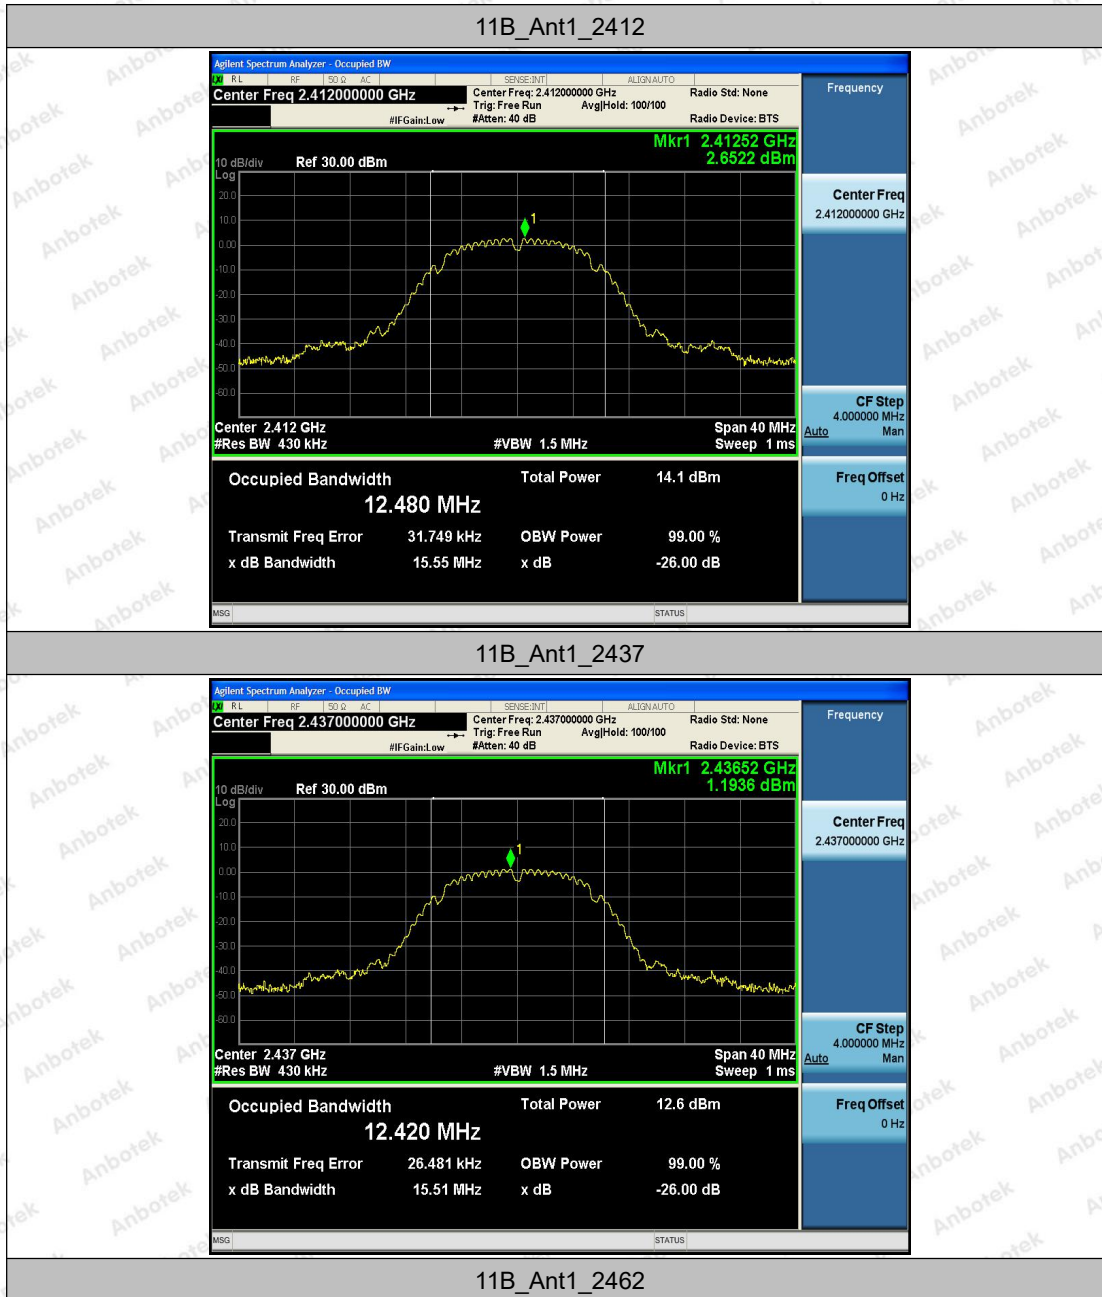 11B_Ant1_2412
Agilent Spectrum Analyzer - Occupied BW
LXI RL RF 50 Ω AC SENSE:INT ALIGNAUTO
Center Freq 2.412000000 GHz
Center Freq: 2.412000000 GHz Radio Std: None
Trig: Free Run Avg|Hold: 100/100
#IFGain:Low #Atten: 40 dB Radio Device: BTS
Frequency
Mkr1 2.41252 GHz
2.6522 dBm
10 dB/div Ref 30.00 dBm
Log
20.0
10.0
0.00
-10.0
-20.0
-30.0
-40.0
-50.0
-60.0
1
Center Freq
2.412000000 GHz
CF Step
4.000000 MHz
Auto Man
Freq Offset
0 Hz
Center 2.412 GHz Span 40 MHz
#Res BW 430 kHz #VBW 1.5 MHz Sweep 1 ms
Occupied Bandwidth Total Power 14.1 dBm
12.480 MHz
Transmit Freq Error 31.749 kHz OBW Power 99.00 %
x dB Bandwidth 15.55 MHz x dB -26.00 dB
MSG STATUS
11B_Ant1_2437
Agilent Spectrum Analyzer - Occupied BW
LXI RL RF 50 Ω AC SENSE:INT ALIGNAUTO
Center Freq 2.437000000 GHz
Center Freq: 2.437000000 GHz Radio Std: None
Trig: Free Run Avg|Hold: 100/100
#IFGain:Low #Atten: 40 dB Radio Device: BTS
Frequency
Mkr1 2.43652 GHz
1.1936 dBm
10 dB/div Ref 30.00 dBm
Log
20.0
10.0
0.00
-10.0
-20.0
-30.0
-40.0
-50.0
-60.0
1
Center Freq
2.437000000 GHz
CF Step
4.000000 MHz
Auto Man
Freq Offset
0 Hz
Center 2.437 GHz Span 40 MHz
#Res BW 430 kHz #VBW 1.5 MHz Sweep 1 ms
Occupied Bandwidth Total Power 12.6 dBm
12.420 MHz
Transmit Freq Error 26.481 kHz OBW Power 99.00 %
x dB Bandwidth 15.51 MHz x dB -26.00 dB
MSG STATUS
11B_Ant1_2462
Anbotek